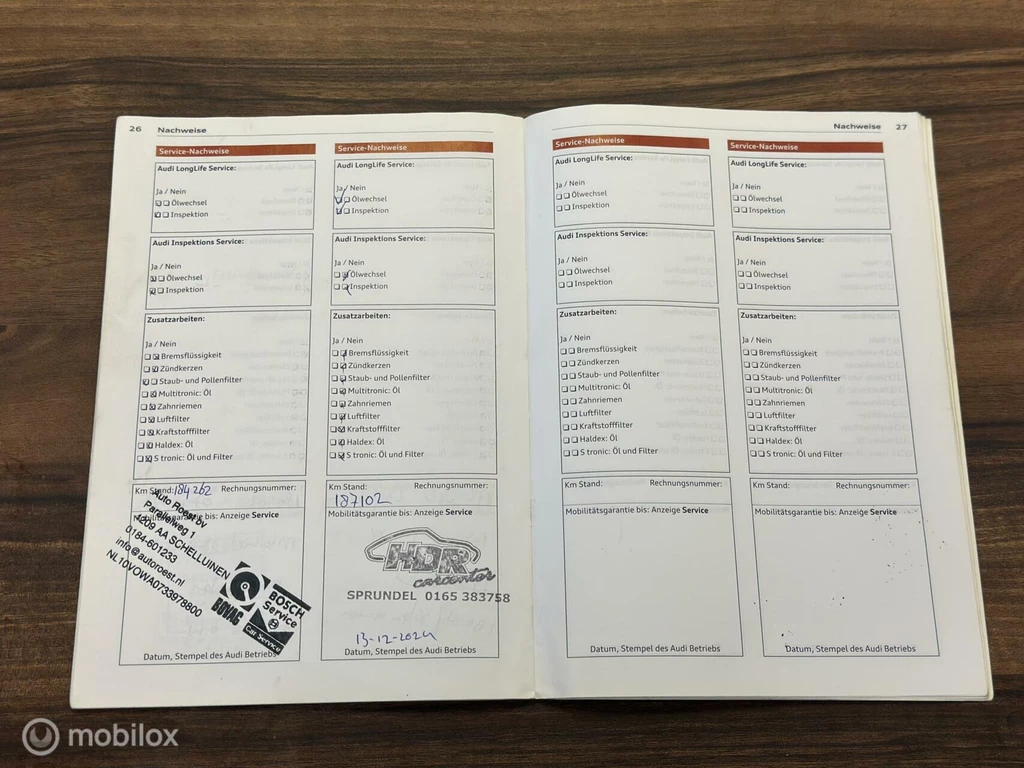 26 Nachweise
Service-Nachweise
Audi LongLife Service:
Ja / Nein
Ölwechsel
Inspektion
Audi Inspektions Service:
Ja / Nein
Ölwechsel
Inspektion
Zusatzarbeiten:
Ja / Nein
Bremsflüssigkeit
Zündkerzen
Staub- und Pollenfilter
Multitronic: Öl
Zahnriemen
Luftfilter
Kraftstofffilter
Haldex: Öl
S tronic: Öl und Filter
Km Stand: 184262 Rechnungsnummer:
Mobilitätsgarantie bis: Anzeige Service
Auto Roest bv
Parallelweg 1
4209 AA SCHELLUINEN
0184-601233
info@autoroest.nl
NL10VOWA0733978800
BOVAG
BOSCH
Service
Car Service
Datum, Stempel des Audi Betriebs
Service-Nachweise
Audi LongLife Service:
Ja / Nein
Ölwechsel
Inspektion
Audi Inspektions Service:
Ja / Nein
Ölwechsel
Inspektion
Zusatzarbeiten:
Ja / Nein
Bremsflüssigkeit
Zündkerzen
Staub- und Pollenfilter
Multitronic: Öl
Zahnriemen
Luftfilter
Kraftstofffilter
Haldex: Öl
S tronic: Öl und Filter
Km Stand: Rechnungsnummer:
187102
Mobilitätsgarantie bis: Anzeige Service
HDR
carcenter
SPRUNDEL 0165 383758
13-12-2024
Datum, Stempel des Audi Betriebs
Nachweise 27
Service-Nachweise
Audi LongLife Service:
Ja / Nein
Ölwechsel
Inspektion
Audi Inspektions Service:
Ja / Nein
Ölwechsel
Inspektion
Zusatzarbeiten:
Ja / Nein
Bremsflüssigkeit
Zündkerzen
Staub- und Pollenfilter
Multitronic: Öl
Zahnriemen
Luftfilter
Kraftstofffilter
Haldex: Öl
S tronic: Öl und Filter
Km Stand: Rechnungsnummer:
Mobilitätsgarantie bis: Anzeige Service
Datum, Stempel des Audi Betriebs
Service-Nachweise
Audi LongLife Service:
Ja / Nein
Ölwechsel
Inspektion
Audi Inspektions Service:
Ja / Nein
Ölwechsel
Inspektion
Zusatzarbeiten:
Ja / Nein
Bremsflüssigkeit
Zündkerzen
Staub- und Pollenfilter
Multitronic: Öl
Zahnriemen
Luftfilter
Kraftstofffilter
Haldex: Öl
S tronic: Öl und Filter
Km Stand: Rechnungsnummer:
Mobilitätsgarantie bis: Anzeige Service
Datum, Stempel des Audi Betriebs
mobilox